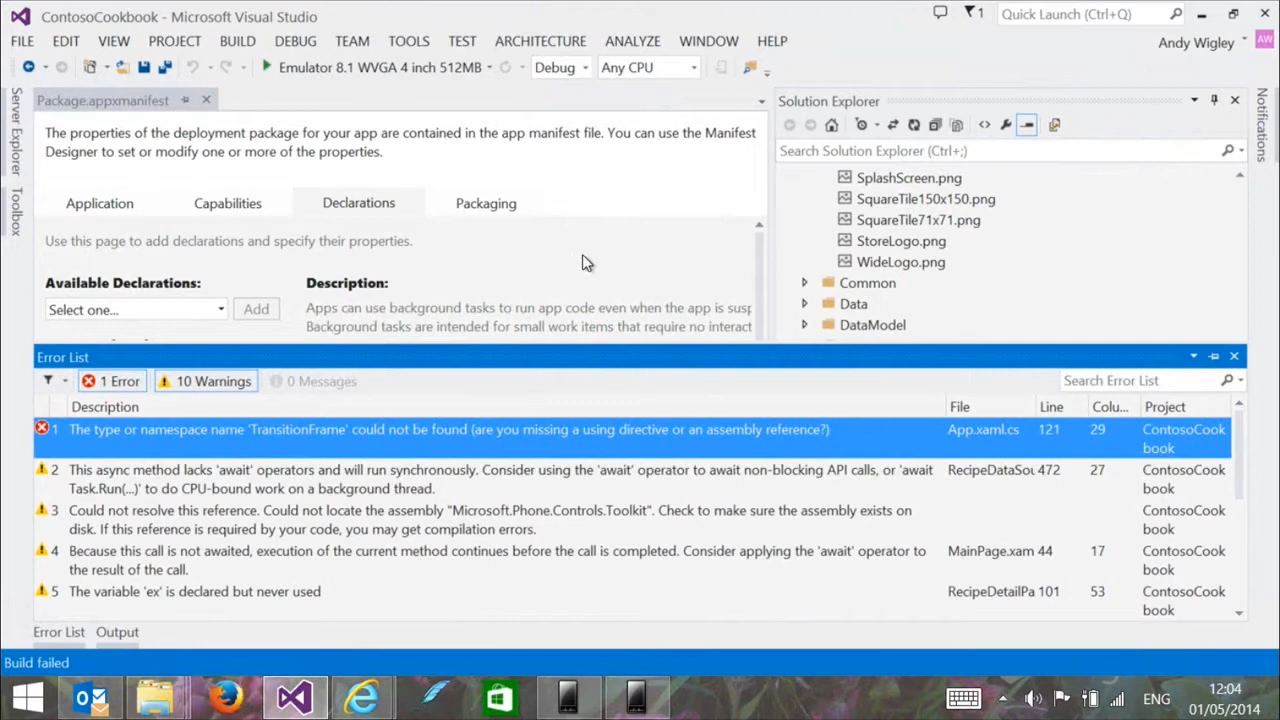 ContosoCookbook - Microsoft Visual Studio
1
Quick Launch (Ctrl+Q)
FILE EDIT VIEW PROJECT BUILD DEBUG TEAM TOOLS TEST ARCHITECTURE ANALYZE WINDOW HELP
Andy Wigley
AW
Emulator 8.1 WVGA 4 inch 512MB
Debug
Any CPU
Server Explorer
Toolbox
Package.appxmanifest
The properties of the deployment package for your app are contained in the app manifest file. You can use the Manifest
Designer to set or modify one or more of the properties.
Application Capabilities Declarations Packaging
Use this page to add declarations and specify their properties.
Available Declarations:
Select one...
Add
Description:
Apps can use background tasks to run app code even when the app is susp
Background tasks are intended for small work items that require no interact
Solution Explorer
Search Solution Explorer (Ctrl+;)
SplashScreen.png
SquareTile150x150.png
SquareTile71x71.png
StoreLogo.png
WideLogo.png
Common
Data
DataModel
Notifications
Error List
1 Error
10 Warnings
0 Messages
Search Error List
Description File Line Colu... Project
1 The type or namespace name 'TransitionFrame' could not be found (are you missing a using directive or an assembly reference?) App.xaml.cs 121 29 ContosoCook
book
2 This async method lacks 'await' operators and will run synchronously. Consider using the 'await' operator to await non-blocking API calls, or 'await RecipeDataSou 472 27 ContosoCook
Task.Run(...)' to do CPU-bound work on a background thread. book
3 Could not resolve this reference. Could not locate the assembly "Microsoft.Phone.Controls.Toolkit". Check to make sure the assembly exists on ContosoCook
disk. If this reference is required by your code, you may get compilation errors. book
4 Because this call is not awaited, execution of the current method continues before the call is completed. Consider applying the 'await' operator to MainPage.xam 44 17 ContosoCook
the result of the call. book
5 The variable 'ex' is declared but never used RecipeDetailPa 101 53 ContosoCook
book
Error List Output
Build failed
ENG
12:04
01/05/2014